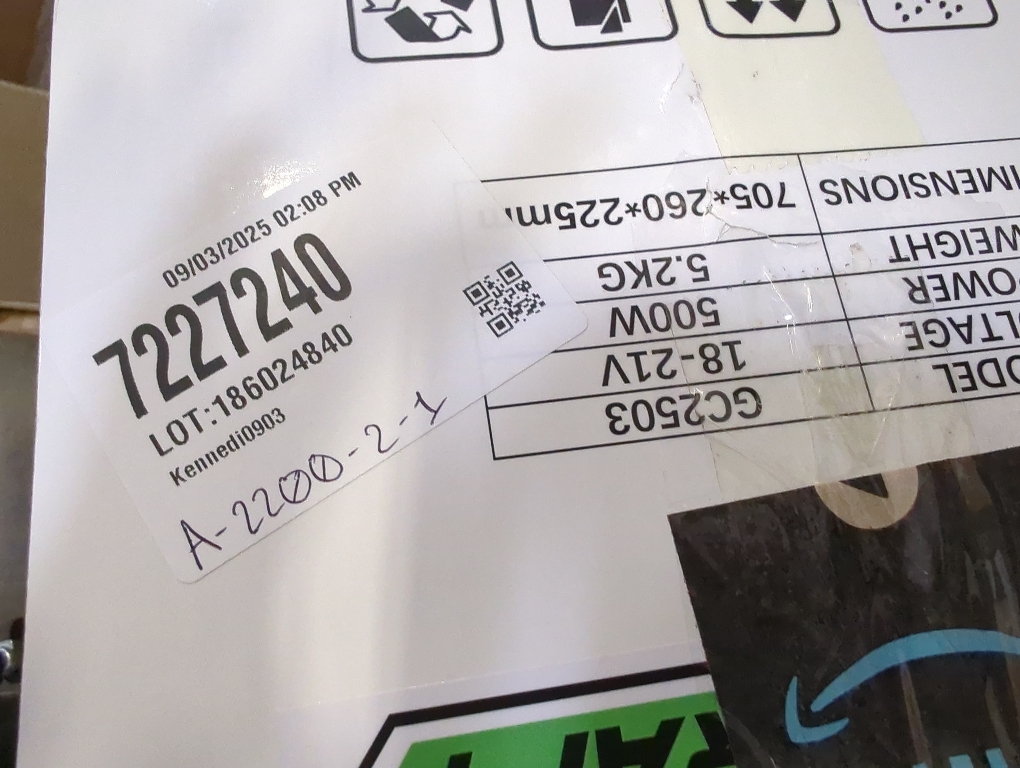 09/03/2025 02:08 PM
7227240
LOT:186024840
Kennedi0903
A-2200-2-1
MODEL GC2503
VOLTAGE 18-21V
POWER 500W
WEIGHT 5.2KG
DIMENSIONS 705*260*225mm